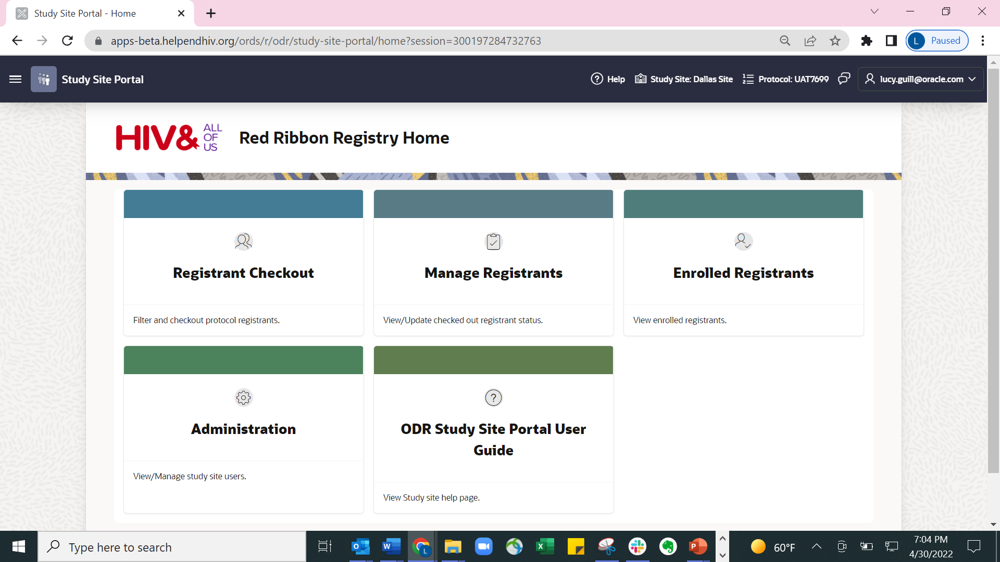 Study Site Portal - Home
apps-beta.helpendhiv.org/ords/r/odr/study-site-portal/home?session=300197284732763
L Paused
Study Site Portal
Help
Study Site: Dallas Site
Protocol: UAT7699
lucy.guill@oracle.com
HIV& ALL OF US
Red Ribbon Registry Home
Registrant Checkout
Filter and checkout protocol registrants.
Manage Registrants
View/Update checked out registrant status.
Enrolled Registrants
View enrolled registrants.
Administration
View/Manage study site users.
ODR Study Site Portal User
Guide
View Study site help page.
Type here to search
60°F
7:04 PM
4/30/2022